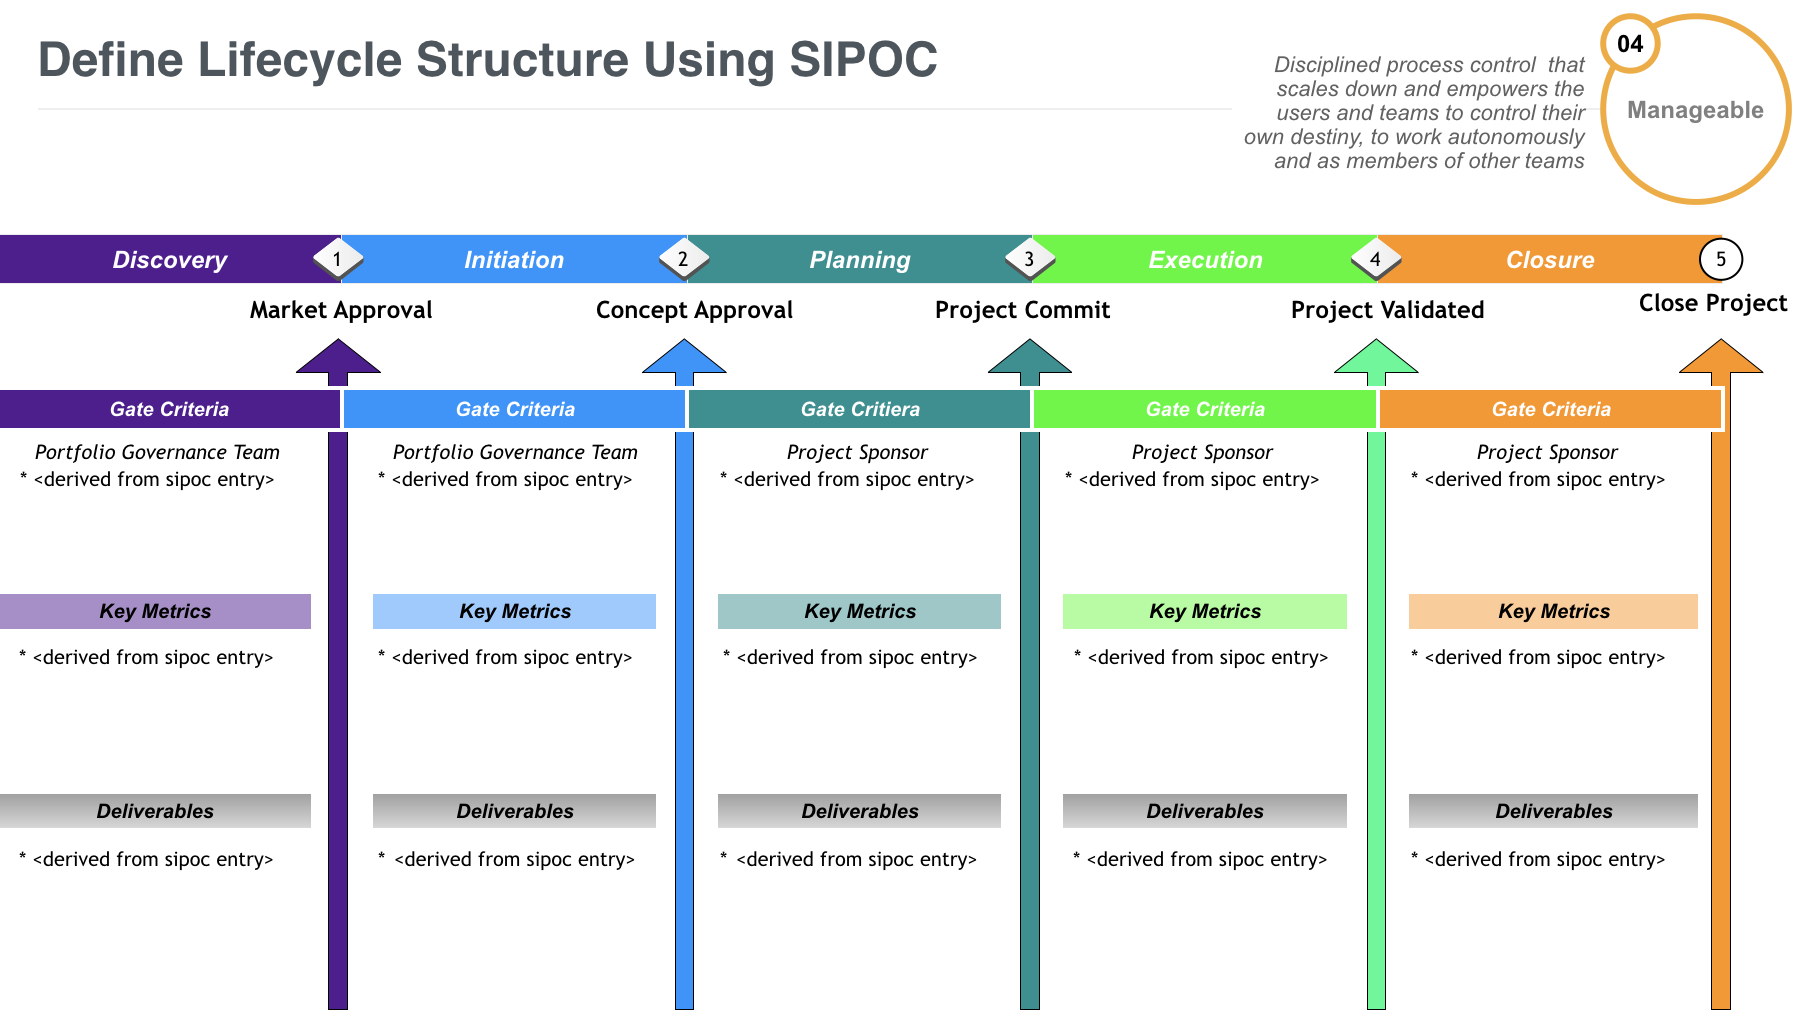 Define Lifecycle Structure Using SIPOC
04
Disciplined process control that
scales down and empowers the
users and teams to control their
own destiny, to work autonomously
and as members of other teams
Manageable
Discovery 1 Initiation 2 Planning 3 Execution 4 Closure 5
Market Approval Concept Approval Project Commit Project Validated Close Project
Gate Criteria Gate Criteria Gate Critiera Gate Criteria Gate Criteria
Portfolio Governance Team Portfolio Governance Team Project Sponsor Project Sponsor Project Sponsor
* <derived from sipoc entry> * <derived from sipoc entry> * <derived from sipoc entry> * <derived from sipoc entry> * <derived from sipoc entry>
Key Metrics Key Metrics Key Metrics Key Metrics Key Metrics
* <derived from sipoc entry> * <derived from sipoc entry> * <derived from sipoc entry> * <derived from sipoc entry> * <derived from sipoc entry>
Deliverables Deliverables Deliverables Deliverables Deliverables
* <derived from sipoc entry> * <derived from sipoc entry> * <derived from sipoc entry> * <derived from sipoc entry> * <derived from sipoc entry>